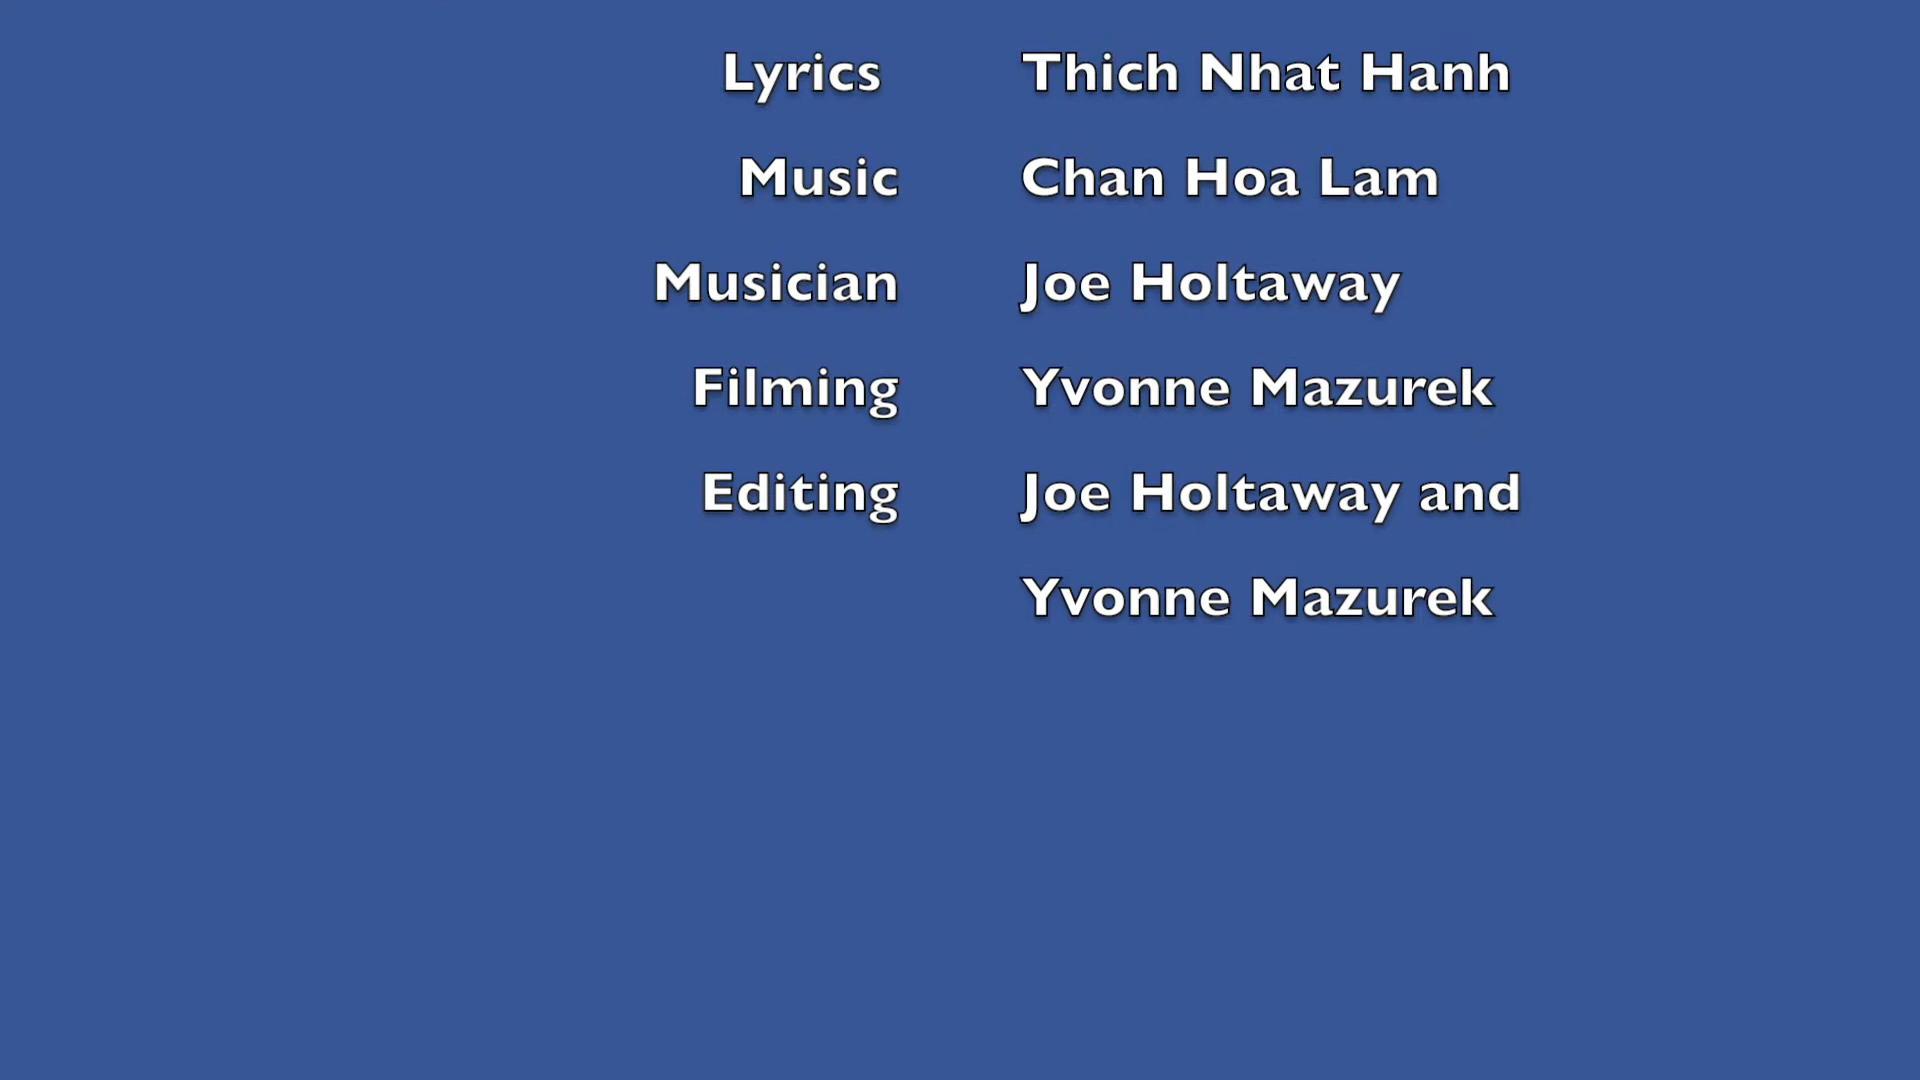 Lyrics Thich Nhat Hanh
Music Chan Hoa Lam
Musician Joe Holtaway
Filming Yvonne Mazurek
Editing Joe Holtaway and
Yvonne Mazurek